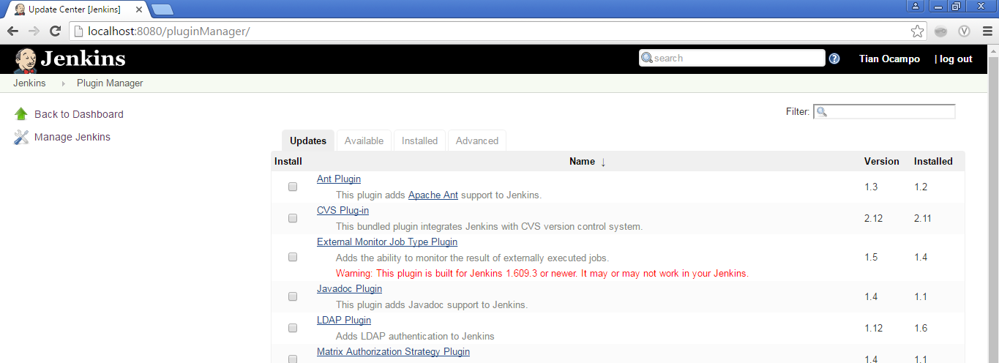 Update Center [Jenkins]
localhost:8080/pluginManager/
Jenkins
search
Tian Ocampo
| log out
Jenkins
Plugin Manager
Back to Dashboard
Manage Jenkins
Filter:
Updates Available Installed Advanced
Install Name ↓ Version Installed
Ant Plugin
This plugin adds Apache Ant support to Jenkins.
1.3 1.2
CVS Plug-in
This bundled plugin integrates Jenkins with CVS version control system.
2.12 2.11
External Monitor Job Type Plugin
Adds the ability to monitor the result of externally executed jobs.
Warning: This plugin is built for Jenkins 1.609.3 or newer. It may or may not work in your Jenkins.
1.5 1.4
Javadoc Plugin
This plugin adds Javadoc support to Jenkins.
1.4 1.1
LDAP Plugin
Adds LDAP authentication to Jenkins
1.12 1.6
Matrix Authorization Strategy Plugin
1.4 1.1